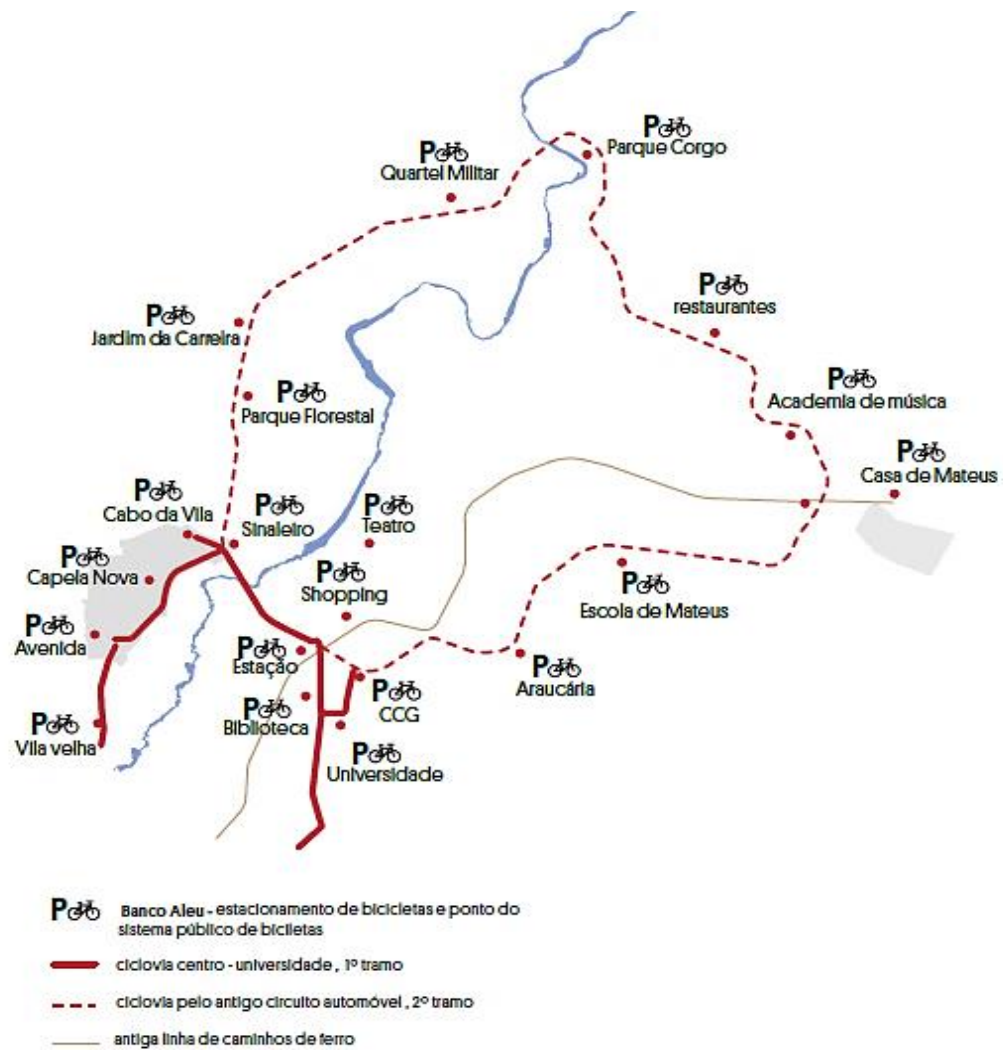 P
Parque Corgo
P
Quartel Militar
P
restaurantes
P
Jardim da Carreira
P
Academia de música
P
Parque Florestal
P
Casa de Mateus
P
Cabo da Vila
P
Sinaleiro
P
Teatro
P
Capela Nova
P
Shopping
P
Escola de Mateus
P
Avenida
P
Estação
P
Araucária
P
CCG
P
Biblioteca
P
Vila velha
P
Universidade
P
Banco Aleu - estacionamento de bicicletas e ponto do
sistema público de biciletas
ciclovia centro - universidade , 1º tramo
ciclovia pelo antigo circuito automóvel , 2º tramo
antiga linha de caminhos de ferro